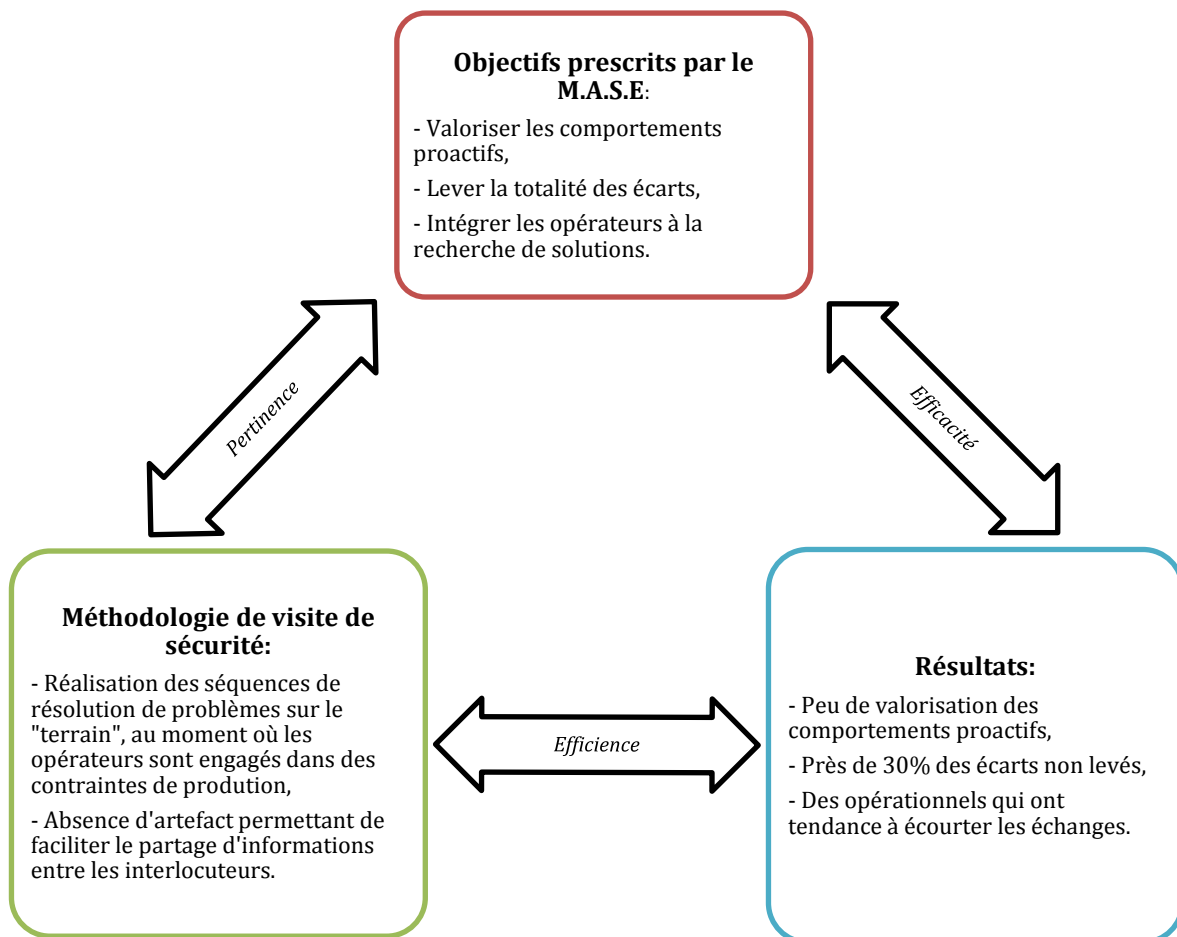 Objectifs prescrits par le
M.A.S.E:
- Valoriser les comportements
proactifs,
- Lever la totalité des écarts,
- Intégrer les opérateurs à la
recherche de solutions.
Pertinence
Efficacité
Méthodologie de visite de
sécurité:
- Réalisation des séquences de
résolution de problèmes sur le
"terrain", au moment où les
opérateurs sont engagés dans des
contraintes de prodution,
- Absence d'artefact permettant de
faciliter le partage d'informations
entre les interlocuteurs.
Efficience
Résultats:
- Peu de valorisation des
comportements proactifs,
- Près de 30% des écarts non levés,
- Des opérationnels qui ont
tendance à écourter les échanges.